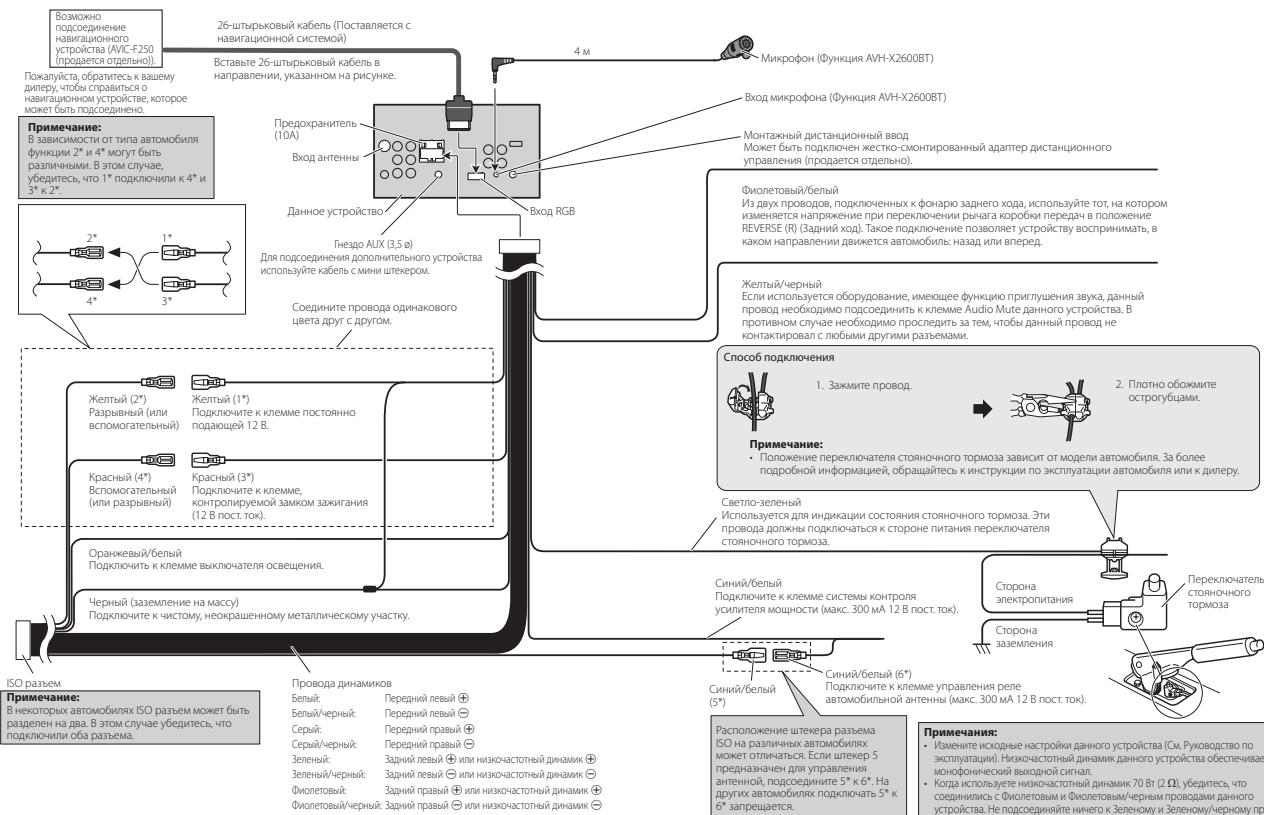 Возможно
подсоединение
навигационного
устройства (AVIC-F250
(продается отдельно)).
Пожалуйста, обратитесь к вашему
дилеру, чтобы справиться о
навигационном устройстве, которое
может быть подсоединено.
Примечание:
В зависимости от типа автомобиля
функции 2* и 4* могут быть
различными. В этом случае,
убедитесь, что 1* подключили к 4* и
3* к 2*.
2*
1*
4*
3*
26-штырьковый кабель (Поставляется с
навигационной системой)
Вставьте 26-штырьковый кабель в
направлении, указанном на рисунке.
4 м
Микрофон (Функция AVH-X2600BT)
Вход микрофона (Функция AVH-X2600BT)
Предохранитель
(10A)
Вход антенны
Данное устройство
Вход RGB
Гнездо AUX (3,5 ø)
Для подсоединения дополнительного устройства
используйте кабель с мини штекером.
Монтажный дистанционный ввод
Может быть подключен жестко-смонтированный адаптер дистанционного
управления (продается отдельно).
Фиолетовый/белый
Из двух проводов, подключенных к фонарю заднего хода, используйте тот, на котором
изменяется напряжение при переключении рычага коробки передач в положение
REVERSE (R) (Задний ход). Такое подключение позволяет устройству воспринимать, в
каком направлении движется автомобиль: назад или вперед.
Желтый/черный
Если используется оборудование, имеющее функцию приглушения звука, данный
провод необходимо подсоединить к клемме Audio Mute данного устройства. В
противном случае необходимо проследить за тем, чтобы данный провод не
контактировал с любыми другими разъемами.
Соедините провода одинакового
цвета друг с другом.
Желтый (2*)
Разрывный (или
вспомогательный)
Желтый (1*)
Подключите к клемме постоянно
подающей 12 В.
Красный (4*)
Вспомогательный
(или разрывный)
Красный (3*)
Подключите к клемме,
контролируемой замком зажигания
(12 В пост. ток).
Оранжевый/белый
Подключить к клемме выключателя освещения.
Черный (заземление на массу)
Подключите к чистому, неокрашенному металлическому участку.
Способ подключения
1. Зажмите провод.
2. Плотно обожмите
острогубцами.
Примечание:
• Положение переключателя стояночного тормоза зависит от модели автомобиля. За более
подробной информацией, обращайтесь к инструкции по эксплуатации автомобиля или к дилеру.
Светло-зеленый
Используется для индикации состояния стояночного тормоза. Эти
провода должны подключаться к стороне питания переключателя
стояночного тормоза.
Сторона
электропитания
Сторона
заземления
Переключатель
стояночного
тормоза
Синий/белый
Подключите к клемме системы контроля
усилителя мощности (макс. 300 мА 12 В пост. ток).
Синий/белый
(5*)
Синий/белый (6*)
Подключите к клемме управления реле
автомобильной антенны (макс. 300 мА 12 В пост. ток).
ISO разъем
Примечание:
В некоторых автомобилях ISO разъем может быть
разделен на два. В этом случае убедитесь, что
подключили оба разъема.
Провода динамиков
Белый: Передний левый ⊕
Белый/черный: Передний левый ⊖
Серый: Передний правый ⊕
Серый/черный: Передний правый ⊖
Зеленый: Задний левый ⊕ или низкочастотный динамик ⊕
Зеленый/черный: Задний левый ⊖ или низкочастотный динамик ⊖
Фиолетовый: Задний правый ⊕ или низкочастотный динамик ⊕
Фиолетовый/черный: Задний правый ⊖ или низкочастотный динамик ⊖
Расположение штекера разъема
ISO на различных автомобилях
может отличаться. Если штекер 5
предназначен для управления
антенной, подсоедините 5* к 6*. На
других автомобилях подключать 5* к
6* запрещается.
Примечания:
• Измените исходные настройки данного устройства (См. Руководство по
эксплуатации). Низкочастотный динамик данного устройства обеспечивае
монофонический выходной сигнал.
• Когда используете низкочастотный динамик 70 Вт (2 Ω), убедитесь, что
соединились с Фиолетовым и Фиолетовым/черным проводами данного
устройства. Не подсоединяйте ничего к Зеленому и Зеленому/черному пр